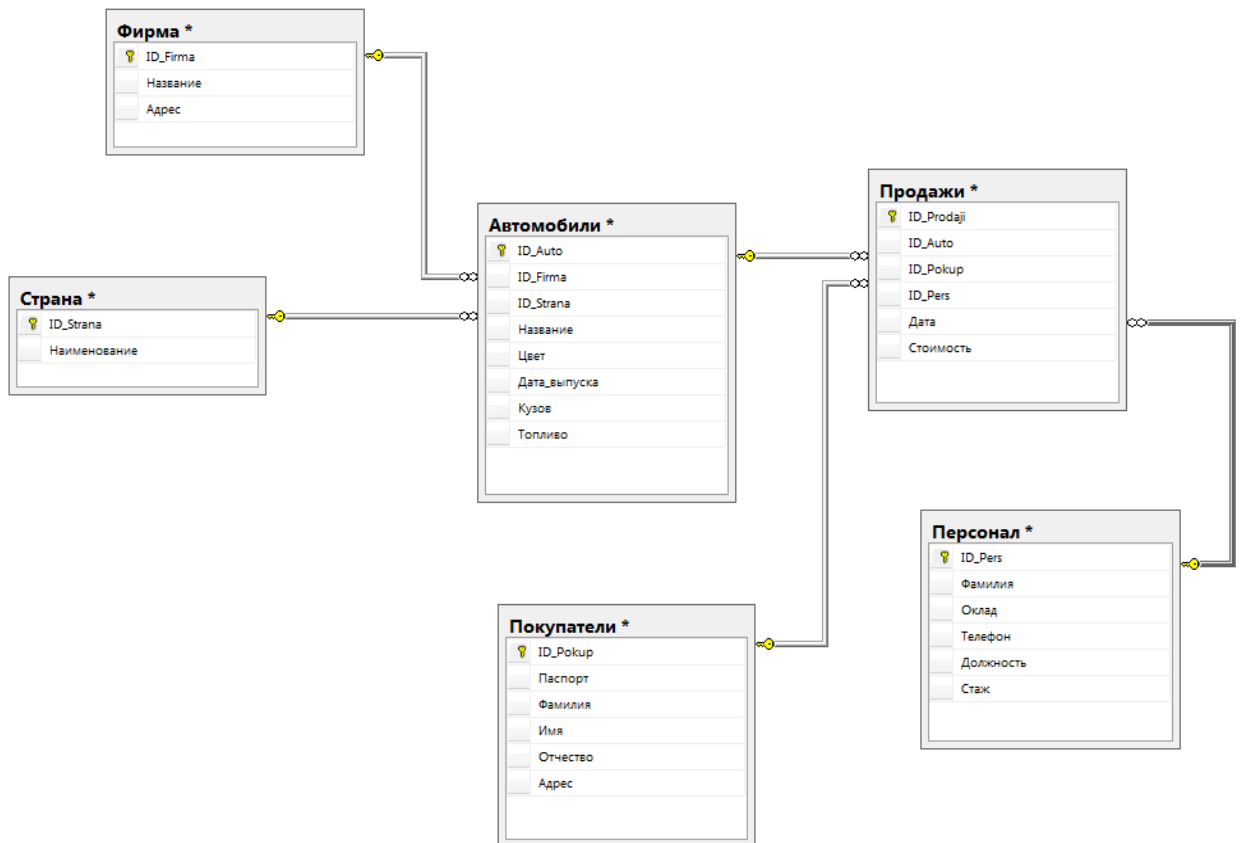 Фирма *
ID_Firma
Название
Адрес
Страна *
ID_Strana
Наименование
Автомобили *
ID_Auto
ID_Firma
ID_Strana
Название
Цвет
Дата_выпуска
Кузов
Топливо
Продажи *
ID_Prodaji
ID_Auto
ID_Pokup
ID_Pers
Дата
Стоимость
Персонал *
ID_Pers
Фамилия
Оклад
Телефон
Должность
Стаж
Покупатели *
ID_Pokup
Паспорт
Фамилия
Имя
Отчество
Адрес